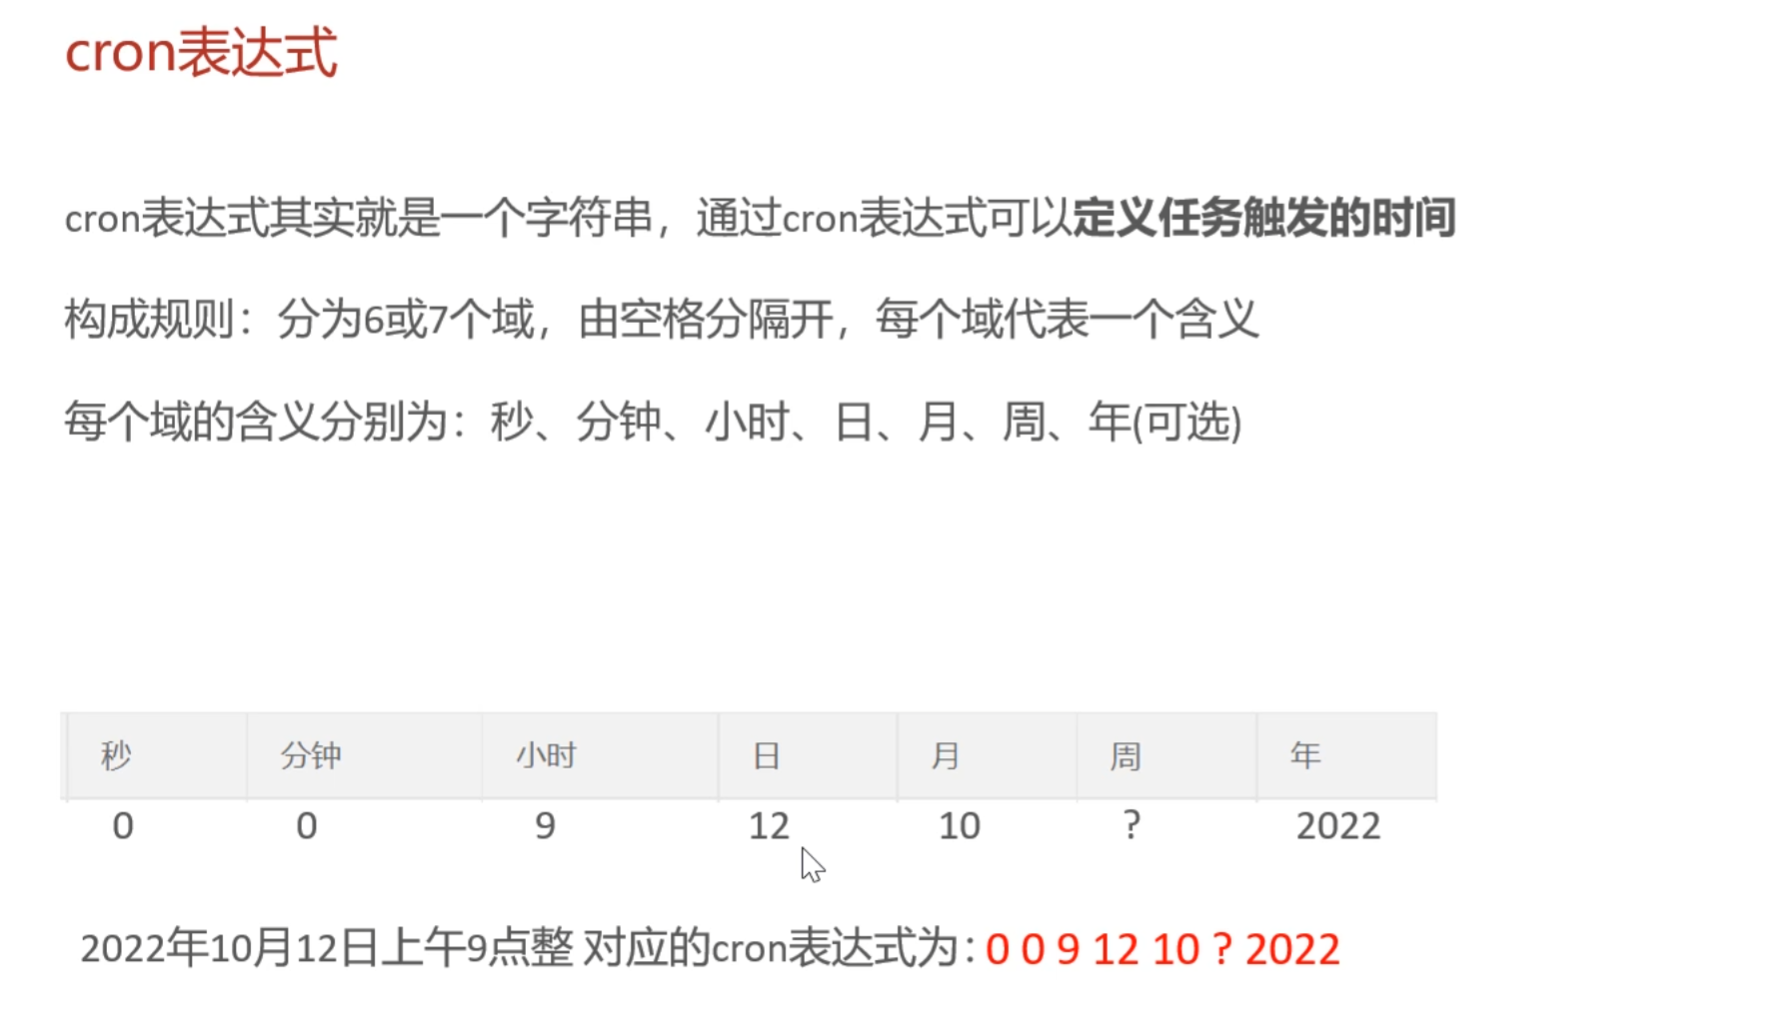 cron表达式
cron表达式其实就是一个字符串，通过cron表达式可以定义任务触发的时间
构成规则：分为6或7个域，由空格分隔开，每个域代表一个含义
每个域的含义分别为：秒、分钟、小时、日、月、周、年(可选)
秒 分钟 小时 日 月 周 年
0 0 9 12 10 ? 2022
2022年10月12日上午9点整 对应的cron表达式为：0 0 9 12 10 ? 2022